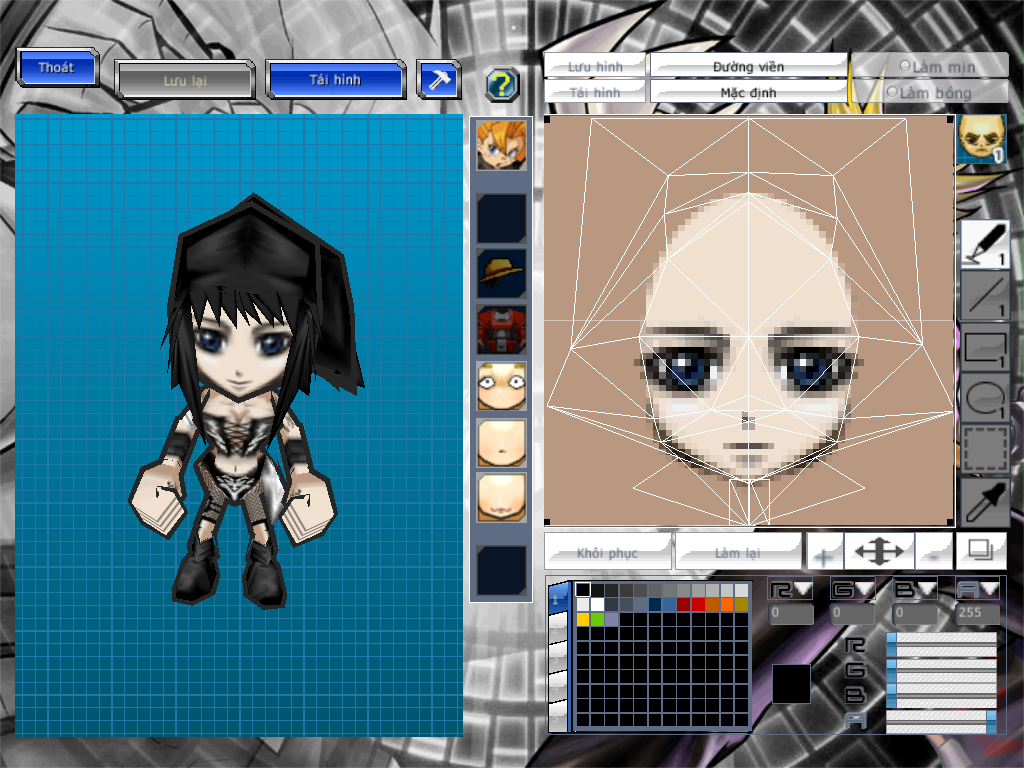 Thoát
Lưu lại
Tải hình
?
Lưu hình
Đường viền
Làm mịn
Tải hình
Mặc định
Làm bóng
1
1
1
1
1
Khôi phục
Làm lại
+
-
1
R
G
B
A
0
0
0
255
R
G
B
A